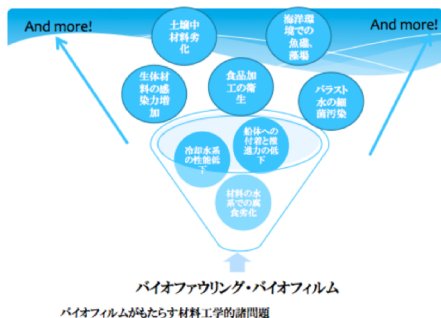 And more!
And more!
土壌中
材料劣
化
海洋環
境での
魚礁、
藻場
生体材
料の感
染力増
加
食品加
工の衛
生
バラスト
水の細
菌汚染
冷却水系
の性能低
下
船体への
付着と推
進力の低
下
材料の水
系での腐
食劣化
バイオファウリング・バイオフィルム
バイオフィルムがもたらす材料工学的諸問題